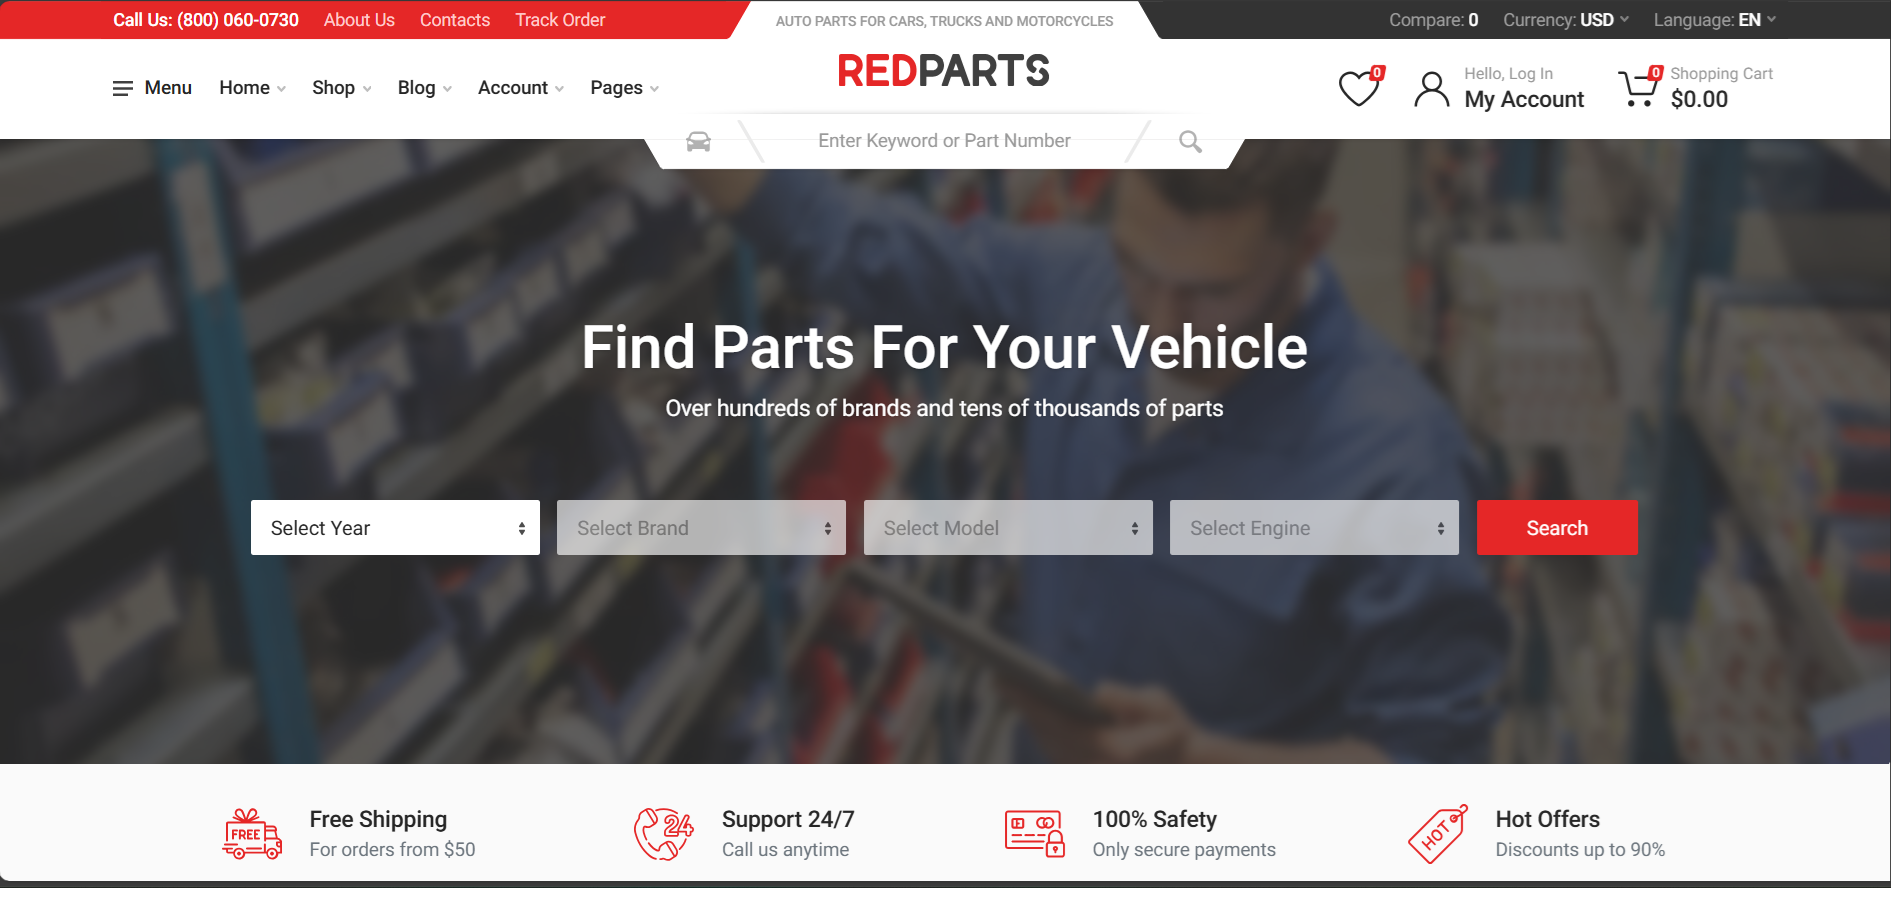 Call Us: (800) 060-0730 About Us Contacts Track Order
AUTO PARTS FOR CARS, TRUCKS AND MOTORCYCLES
Compare: 0 Currency: USD Language: EN
Menu Home Shop Blog Account Pages
REDPARTS
0
Hello, Log In
My Account
0
Shopping Cart
$0.00
Enter Keyword or Part Number
Find Parts For Your Vehicle
Over hundreds of brands and tens of thousands of parts
Select Year Select Brand Select Model Select Engine Search
FREE
Free Shipping
For orders from $50
24
Support 24/7
Call us anytime
100% Safety
Only secure payments
HOT
Hot Offers
Discounts up to 90%